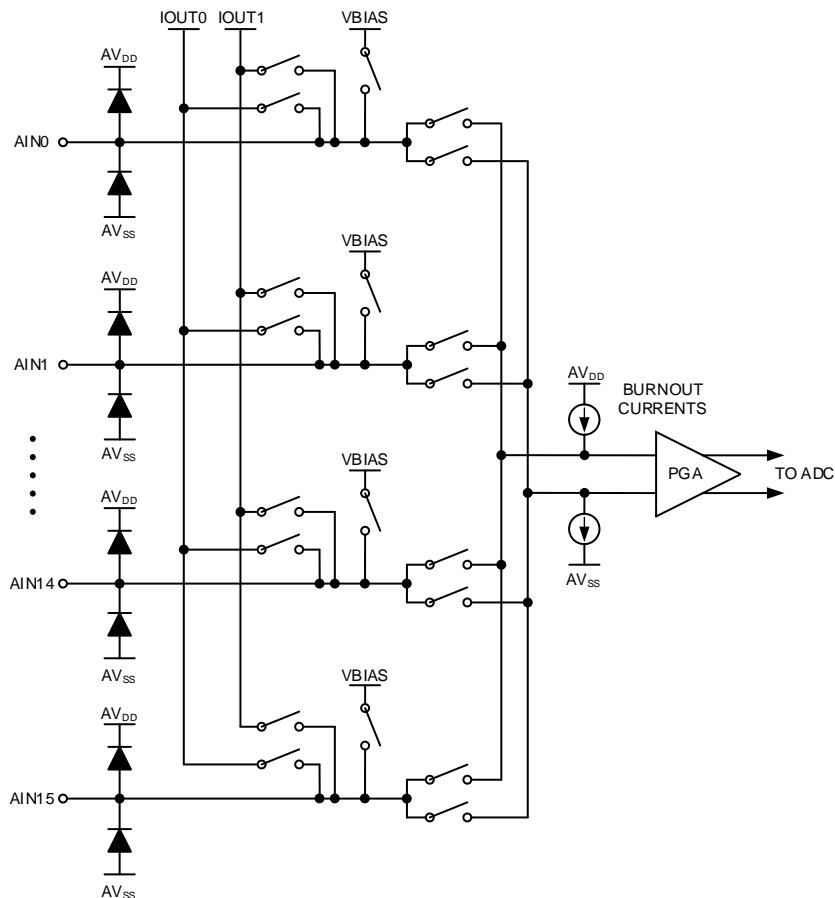 IOUT0 IOUT1 VBIAS
AVDD
AIN0
AVSS
VBIAS
AVDD
AIN1
AVSS
AVDD
BURNOUT
CURRENTS
PGA
TO ADC
AVSS
VBIAS
AVDD
AIN14
AVSS
VBIAS
AVDD
AIN15
AVSS